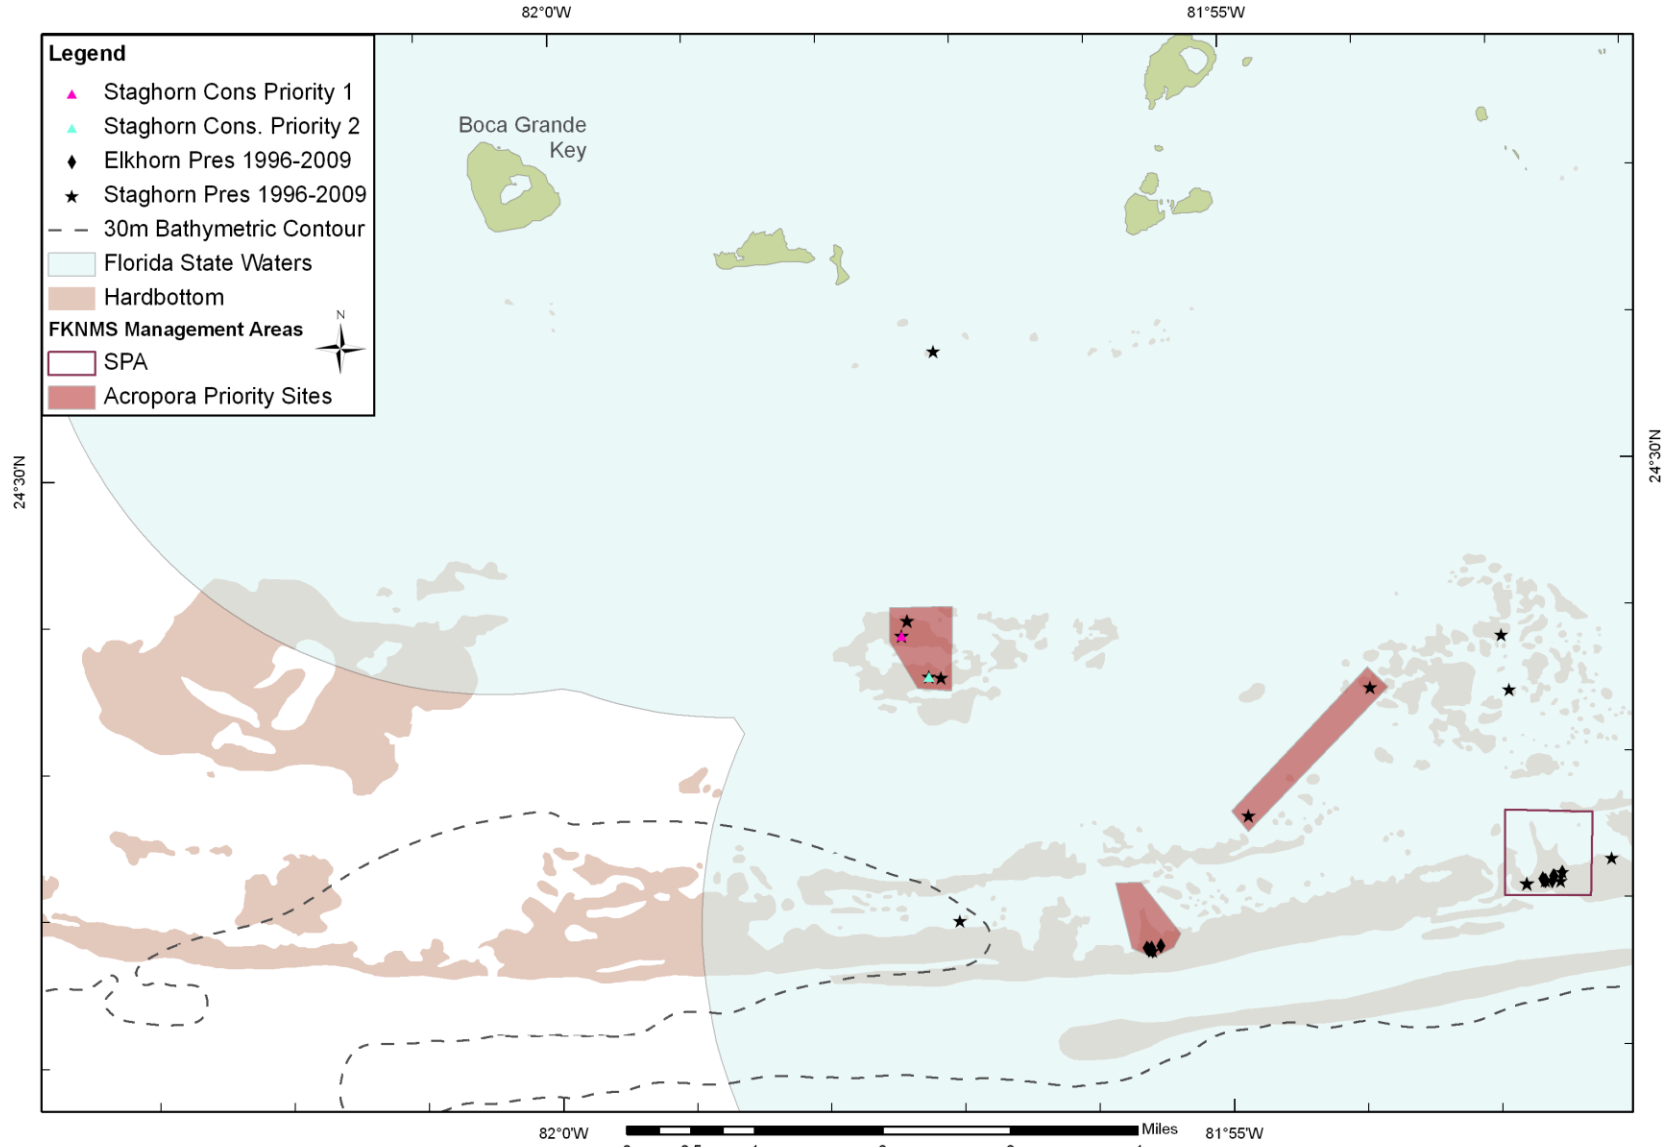 82°0'W 81°55'W
Legend
Staghorn Cons Priority 1
Staghorn Cons. Priority 2
Elkhorn Pres 1996-2009
Staghorn Pres 1996-2009
30m Bathymetric Contour
Florida State Waters
Hardbottom
FKNMS Management Areas
SPA
Acropora Priority Sites
N
Boca Grande
Key
24°30'N
24°30'N
82°0'W
Miles
81°55'W